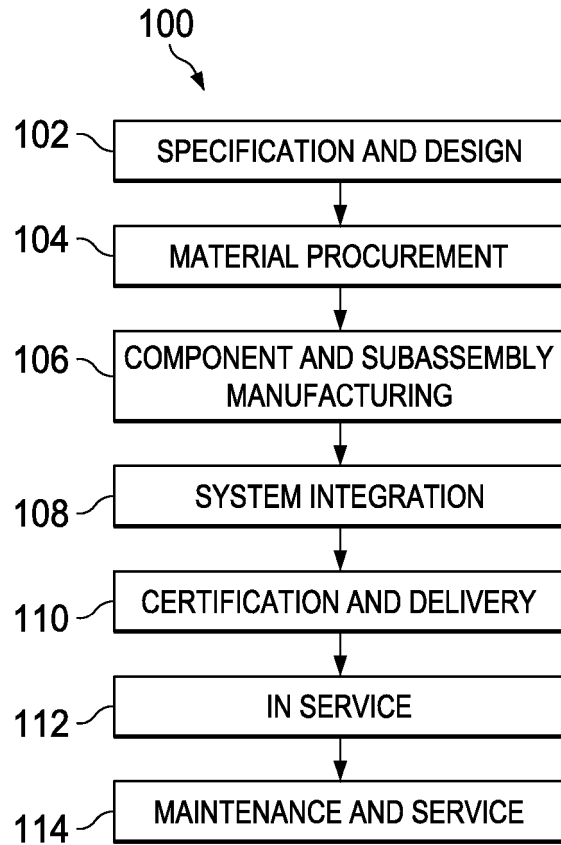 100
102
SPECIFICATION AND DESIGN
104
MATERIAL PROCUREMENT
106
COMPONENT AND SUBASSEMBLY
MANUFACTURING
108
SYSTEM INTEGRATION
110
CERTIFICATION AND DELIVERY
112
IN SERVICE
114
MAINTENANCE AND SERVICE